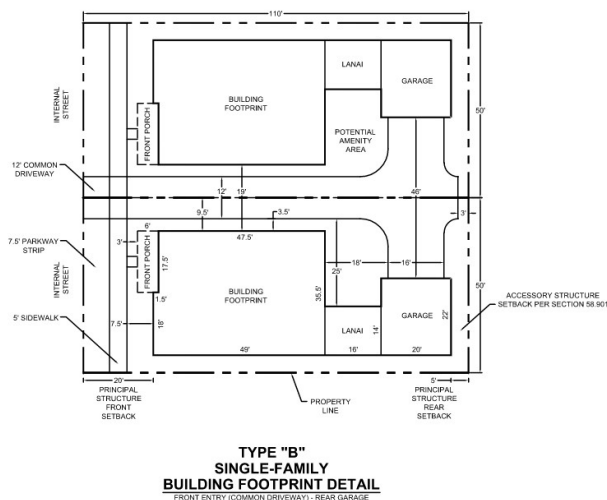 110'
LANAI
GARAGE
BUILDING
FOOTPRINT
INTERNAL
STREET
FRONT PORCH
POTENTIAL
AMENITY
AREA
50'
12' COMMON
DRIVEWAY
12'
19'
46'
9.5'
3.5'
3'
6'
47.5'
7.5' PARKWAY
STRIP
3'
FRONT PORCH
17.5'
18'
16'
25'
INTERNAL
STREET
1.5'
BUILDING
FOOTPRINT
35.5'
50'
ACCESSORY STRUCTURE
SETBACK PER SECTION 58.901
5' SIDEWALK
7.5'
18'
LANAI
14'
GARAGE
22'
49'
16'
20'
20'
5'
PRINCIPAL
STRUCTURE
FRONT
SETBACK
PROPERTY
LINE
PRINCIPAL
STRUCTURE
REAR
SETBACK
TYPE "B"
SINGLE-FAMILY
BUILDING FOOTPRINT DETAIL
FRONT ENTRY (COMMON DRIVEWAY) - REAR GARAGE